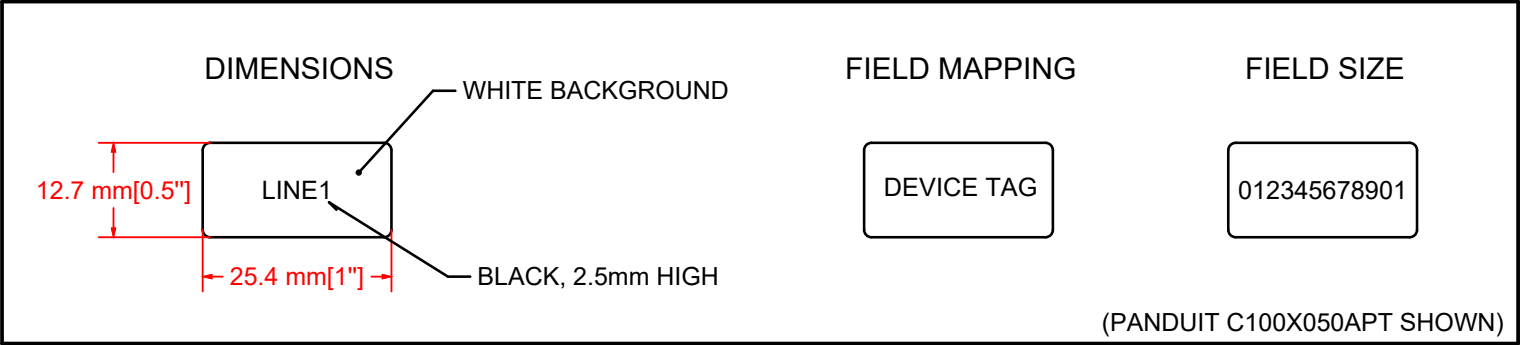 DIMENSIONS
WHITE BACKGROUND
12.7 mm[0.5"]
LINE1
25.4 mm[1"]
BLACK, 2.5mm HIGH
FIELD MAPPING
DEVICE TAG
FIELD SIZE
012345678901
(PANDUIT C100X050APT SHOWN)